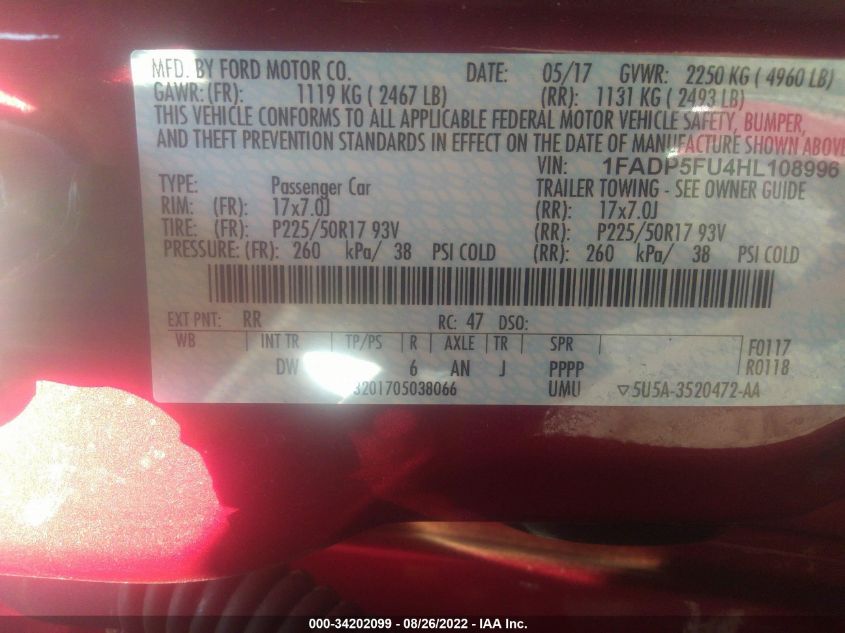 MFD. BY FORD MOTOR CO. DATE: 05/17 GVWR: 2250 KG ( 4960 LB)
GAWR: (FR): 1119 KG ( 2467 LB) (RR): 1131 KG ( 2493 LB)
THIS VEHICLE CONFORMS TO ALL APPLICABLE FEDERAL MOTOR VEHICLE SAFETY, BUMPER,
AND THEFT PREVENTION STANDARDS IN EFFECT ON THE DATE OF MANUFACTURE SHOWN ABOVE
VIN: 1FADP5FU4HL108996
TYPE: Passenger Car TRAILER TOWING - SEE OWNER GUIDE
RIM: (FR): 17x7.0J (RR): 17x7.0J
TIRE: (FR): P225/50R17 93V (RR): P225/50R17 93V
PRESSURE: (FR): 260 kPa/ 38 PSI COLD (RR): 260 kPa/ 38 PSI COLD
EXT PNT: RR RC: 47 DSO:
WB INT TR TP/PS R AXLE TR SPR F0117
DW 6 AN J PPPP R0118
3201705038066 UMU ▽5U5A-3520472-AA
000-34202099 - 08/26/2022 - IAA Inc.